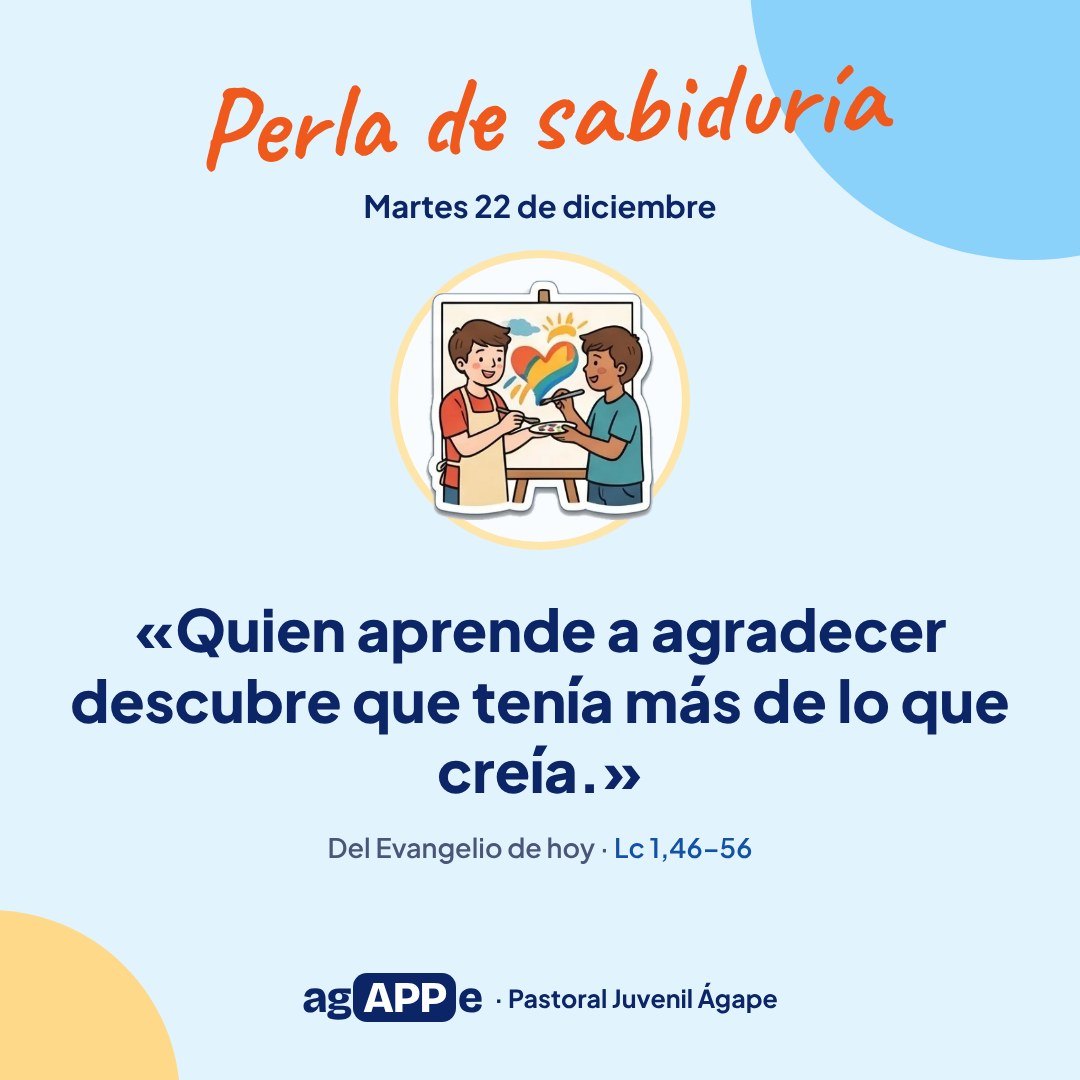 Perla de sabiduría
Martes 22 de diciembre
«Quien aprende a agradecer
descubre que tenía más de lo que
creía.»
Del Evangelio de hoy · Lc 1,46–56
agAPPe · Pastoral Juvenil Ágape